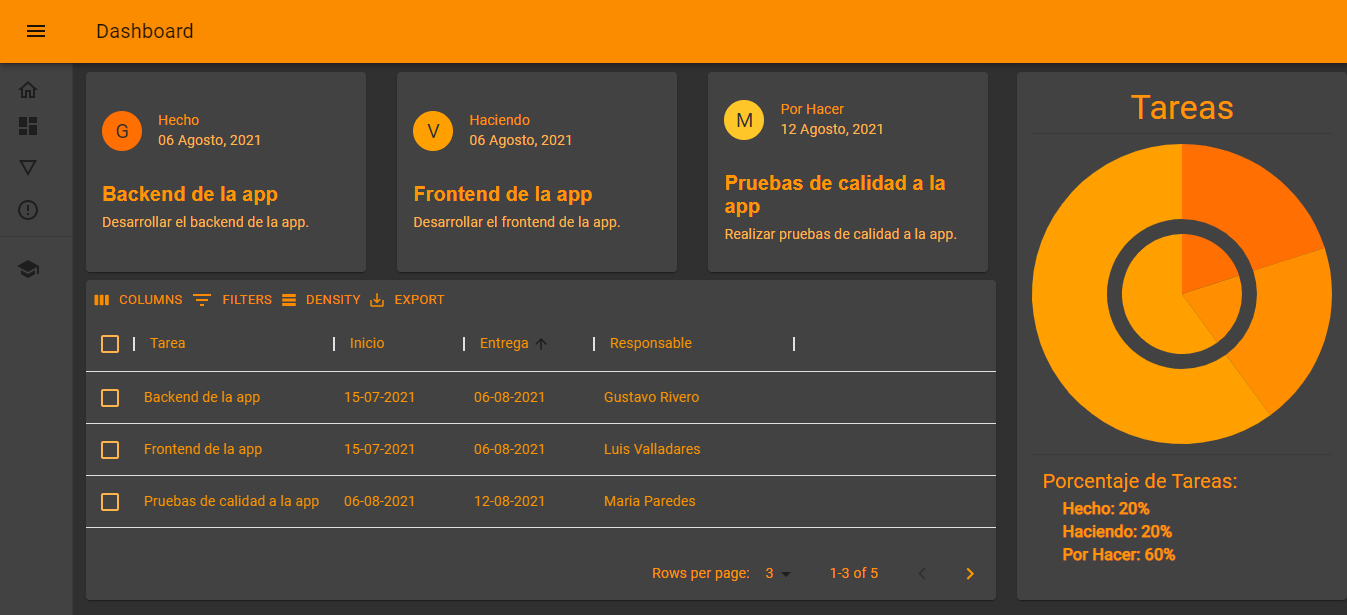 Dashboard
G
Hecho
06 Agosto, 2021
Backend de la app
Desarrollar el backend de la app.
V
Haciendo
06 Agosto, 2021
Frontend de la app
Desarrollar el frontend de la app.
M
Por Hacer
12 Agosto, 2021
Pruebas de calidad a la
app
Realizar pruebas de calidad a la app.
COLUMNS FILTERS DENSITY EXPORT
Tarea Inicio Entrega Responsable
Backend de la app 15-07-2021 06-08-2021 Gustavo Rivero
Frontend de la app 15-07-2021 06-08-2021 Luis Valladares
Pruebas de calidad a la app 06-08-2021 12-08-2021 Maria Paredes
Rows per page: 3 1-3 of 5
Tareas
Porcentaje de Tareas:
Hecho: 20%
Haciendo: 20%
Por Hacer: 60%